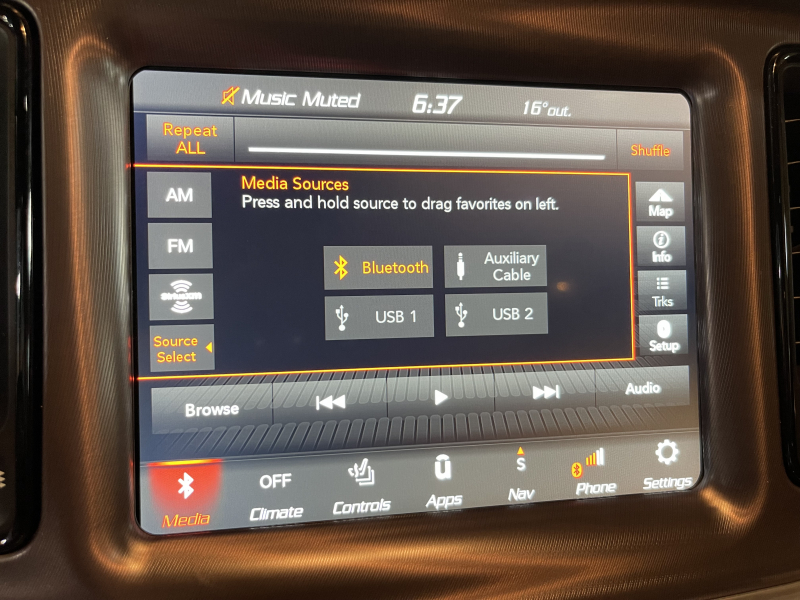 Music Muted 6:37 16°out.
Repeat
ALL
Shuffle
Media Sources
Press and hold source to drag favorites on left.
AM
FM
SiriusXM
Source
Select
Bluetooth
Auxiliary
Cable
USB 1
USB 2
Map
Info
Trks
Setup
Browse
Audio
Media
OFF
Climate
Controls
Apps
S
Nav
Phone
Settings